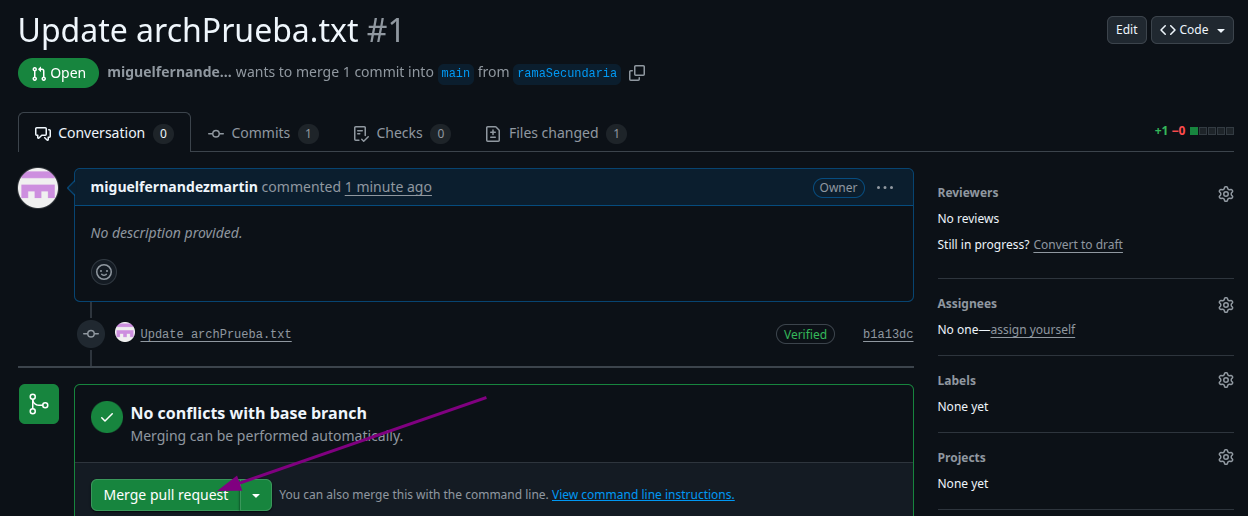 Update archPrueba.txt #1
Edit
Code
Open
miguelfernande... wants to merge 1 commit into main from ramaSecundaria
Conversation 0
Commits 1
Checks 0
Files changed 1
+1 −0
miguelfernandezmartin commented 1 minute ago
Owner
No description provided.
Update archPrueba.txt
Verified
b1a13dc
No conflicts with base branch
Merging can be performed automatically.
Merge pull request
You can also merge this with the command line. View command line instructions.
Reviewers
No reviews
Still in progress? Convert to draft
Assignees
No one—assign yourself
Labels
None yet
Projects
None yet